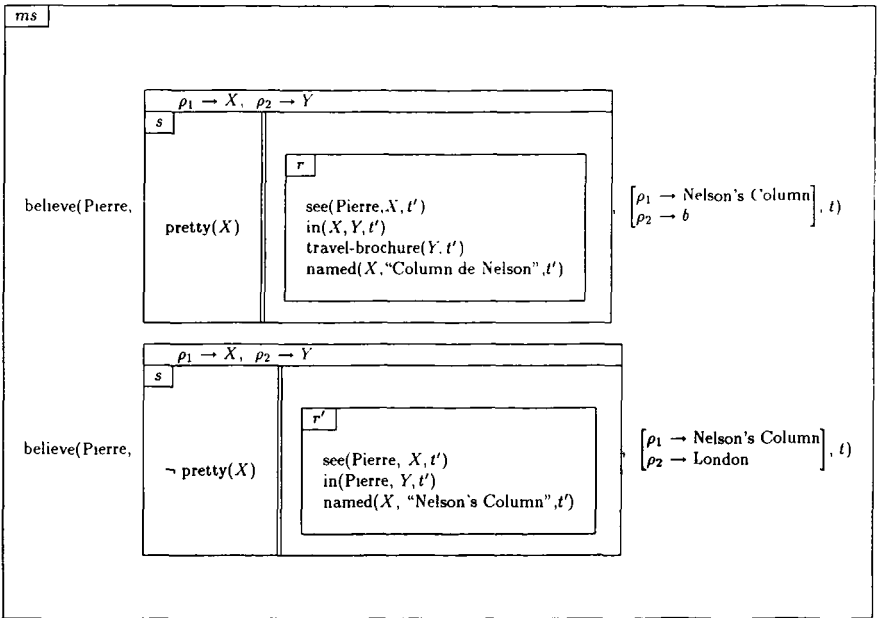 ms
ρ₁ → X, ρ₂ → Y
s
r
believe(Pierre,
pretty(X)
see(Pierre,X,t′)
in(X,Y,t′)
travel-brochure(Y,t′)
named(X,“Column de Nelson”,t′)
, [ρ₁ → Nelson's Column
ρ₂ → b], t)
ρ₁ → X, ρ₂ → Y
s
r′
believe(Pierre,
¬ pretty(X)
see(Pierre, X,t′)
in(Pierre, Y,t′)
named(X, “Nelson's Column”,t′)
, [ρ₁ → Nelson's Column
ρ₂ → London], t)